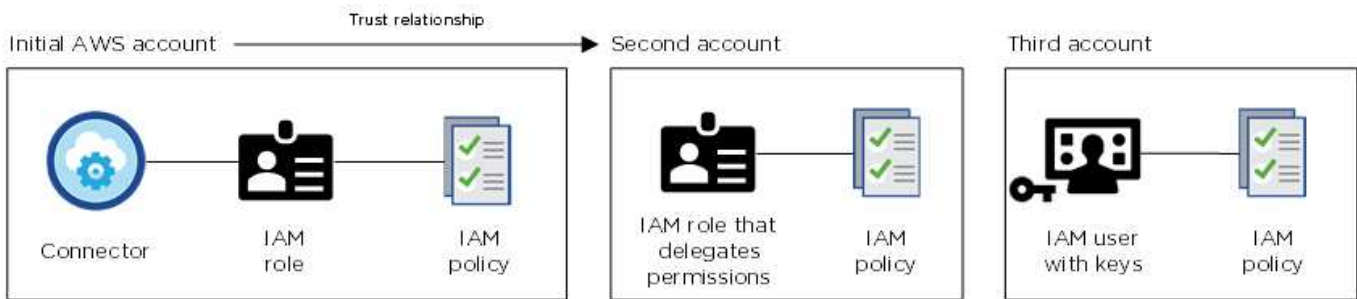 Trust relationship
Initial AWS account
Second account
Third account
Connector
IAM
role
IAM
policy
IAM role that
delegates
permissions
IAM
policy
IAM user
with keys
IAM
policy